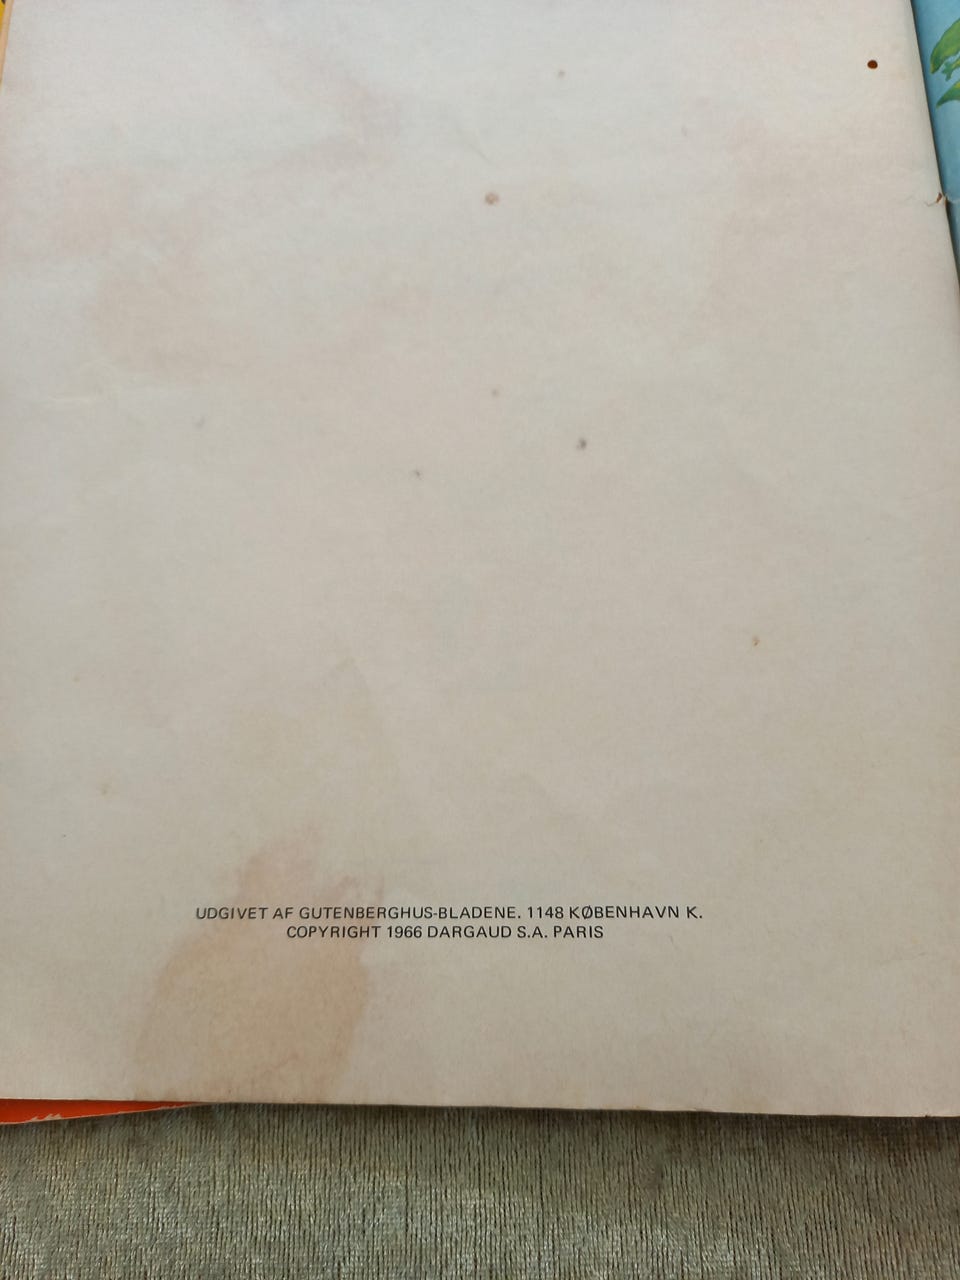 UDGIVET AF GUTENBERGHUS-BLADENE. 1148 KØBENHAVN K.
COPYRIGHT 1966 DARGAUD S.A. PARIS